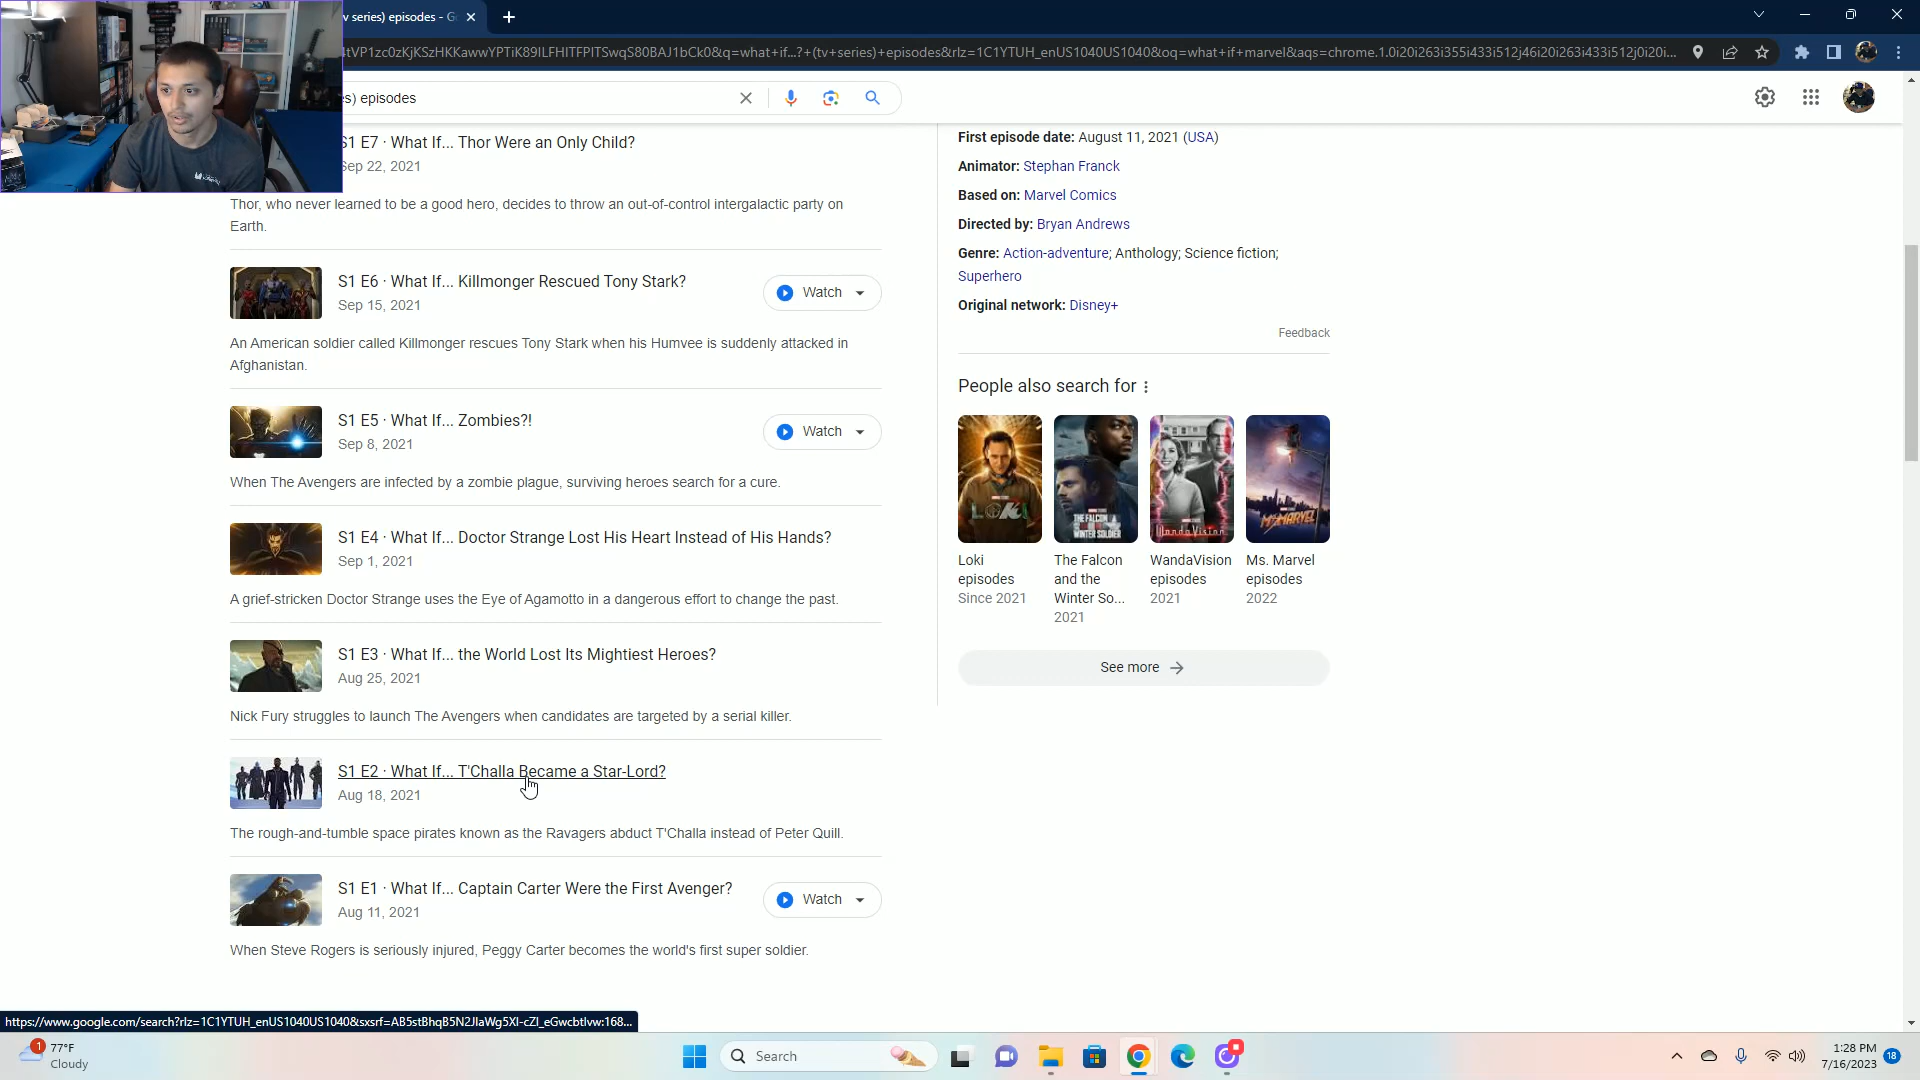 v series) episodes - G
4tVP1zc0zKjKSzHKKawwYPTiK89ILFHITFPITSwqS80BAJ1bCk0&q=what+if...?+(tv+series)+episodes&rlz=1C1YTUH_enUS1040US1040&oq=what+if+marvel&aqs=chrome.1.0i20i263i355i433i512j46i20i263i433i512j0i20i...
es) episodes
S1 E7 · What If... Thor Were an Only Child?
Sep 22, 2021
Thor, who never learned to be a good hero, decides to throw an out-of-control intergalactic party on
Earth.
S1 E6 · What If... Killmonger Rescued Tony Stark?
Sep 15, 2021
Watch
An American soldier called Killmonger rescues Tony Stark when his Humvee is suddenly attacked in
Afghanistan.
S1 E5 · What If... Zombies?!
Sep 8, 2021
Watch
When The Avengers are infected by a zombie plague, surviving heroes search for a cure.
S1 E4 · What If... Doctor Strange Lost His Heart Instead of His Hands?
Sep 1, 2021
A grief-stricken Doctor Strange uses the Eye of Agamotto in a dangerous effort to change the past.
S1 E3 · What If... the World Lost Its Mightiest Heroes?
Aug 25, 2021
Nick Fury struggles to launch The Avengers when candidates are targeted by a serial killer.
S1 E2 · What If... T'Challa Became a Star-Lord?
Aug 18, 2021
The rough-and-tumble space pirates known as the Ravagers abduct T'Challa instead of Peter Quill.
S1 E1 · What If... Captain Carter Were the First Avenger?
Aug 11, 2021
Watch
When Steve Rogers is seriously injured, Peggy Carter becomes the world's first super soldier.
First episode date: August 11, 2021 (USA)
Animator: Stephan Franck
Based on: Marvel Comics
Directed by: Bryan Andrews
Genre: Action-adventure; Anthology; Science fiction;
Superhero
Original network: Disney+
Feedback
People also search for
LOKI
THE FALCON
WINTER SOLDIER
WandaVision
MS. MARVEL
Loki
episodes
Since 2021
The Falcon
and the
Winter So...
2021
WandaVision
episodes
2021
Ms. Marvel
episodes
2022
See more
https://www.google.com/search?rlz=1C1YTUH_enUS1040US1040&sxsrf=AB5stBhqB5N2JlaWg5XI-cZl_eGwcbtlvw:168...
1
77°F
Cloudy
Search
1:28 PM
7/16/2023
18